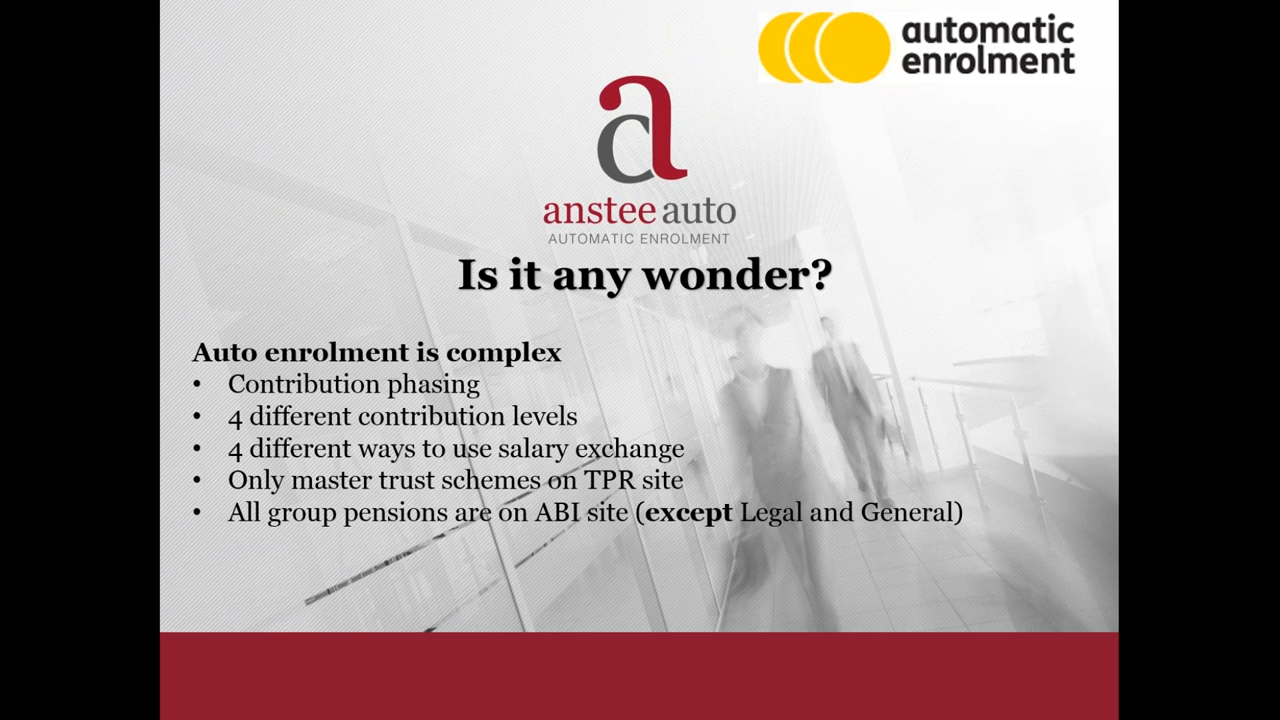 automatic
enrolment
anstee auto
AUTOMATIC ENROLMENT
Is it any wonder?
Auto enrolment is complex
• Contribution phasing
• 4 different contribution levels
• 4 different ways to use salary exchange
• Only master trust schemes on TPR site
• All group pensions are on ABI site (except Legal and General)